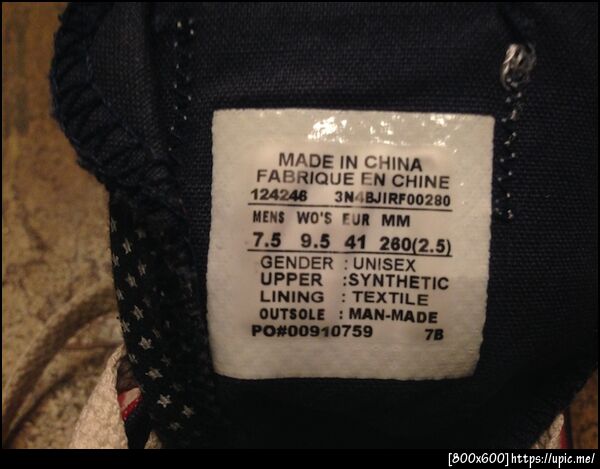 MADE IN CHINA
FABRIQUE EN CHINE
124246 3N4BJIRF00280
MENS WO'S EUR MM
7.5 9.5 41 260(2.5)
GENDER : UNISEX
UPPER :SYNTHETIC
LINING : TEXTILE
OUTSOLE : MAN-MADE
PO#00910759 7B
[800x600]https://upic.me/